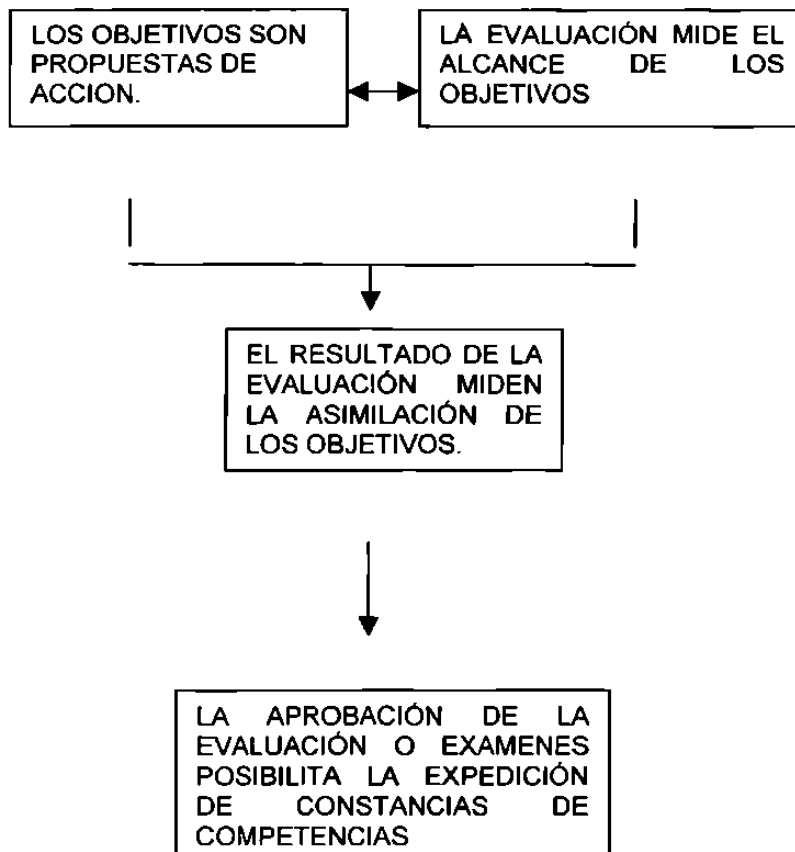 LOS OBJETIVOS SON
PROPUESTAS DE
ACCION.
LA EVALUACIÓN MIDE EL
ALCANCE DE LOS
OBJETIVOS
EL RESULTADO DE LA
EVALUACIÓN MIDEN
LA ASIMILACIÓN DE
LOS OBJETIVOS.
LA APROBACIÓN DE LA
EVALUACIÓN O EXAMENES
POSIBILITA LA EXPEDICIÓN
DE CONSTANCIAS DE
COMPETENCIAS